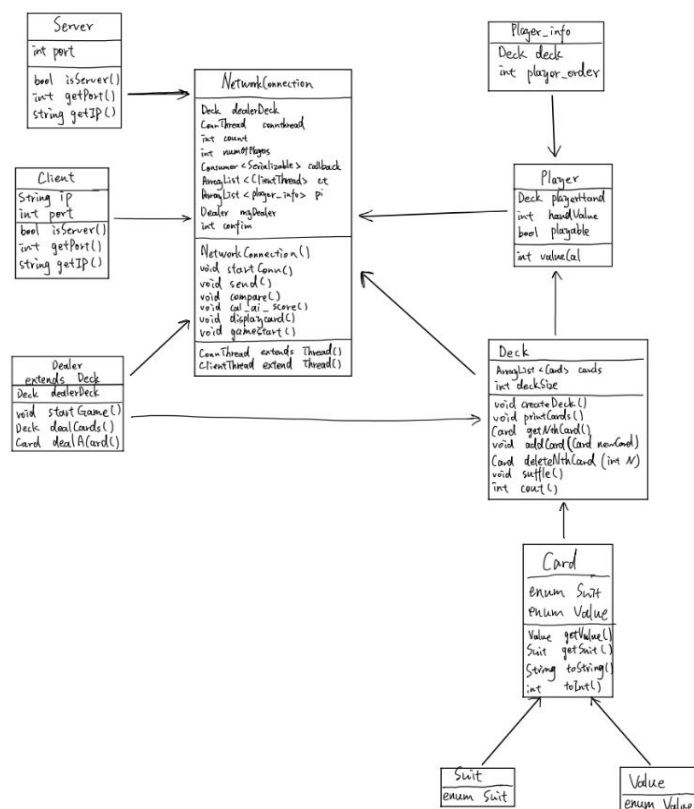 Server
int port
bool isServer()
int getPort()
string getIP()
Client
String ip
int port
bool isServer()
int getPort()
string getIP()
Dealer
extends Deck
Deck dealerDeck
void startGame()
Deck dealCards()
Card dealACard()
NetworkConnection
Deck dealerDeck
ConnThread connthread
int count
int numOfPlayers
Consumer <Serializable> callback
ArrayList <ClientThread> ct
ArrayList <player_info> pi
Dealer myDealer
int confim
NetworkConnection()
void startConn()
void send()
void compare()
void cal_ai_score()
void displaycard()
void gamestart()
ConnThread extends Thread()
ClientThread extend Thread()
Player_info
Deck deck
int player_order
Player
Deck playerHand
int handValue
bool playable
int valueCal
Deck
ArrayList <Cards> cards
int deckSize
void createDeck()
void printCards()
Card getNthCard()
void addCard(Card newCard)
Card deleteNthCard (int N)
void suffle()
int cout()
Card
enum Suit
enum Value
Value getValue()
Suit getSuit()
String toString()
int toInt()
Suit
enum Suit
Value
enum Value